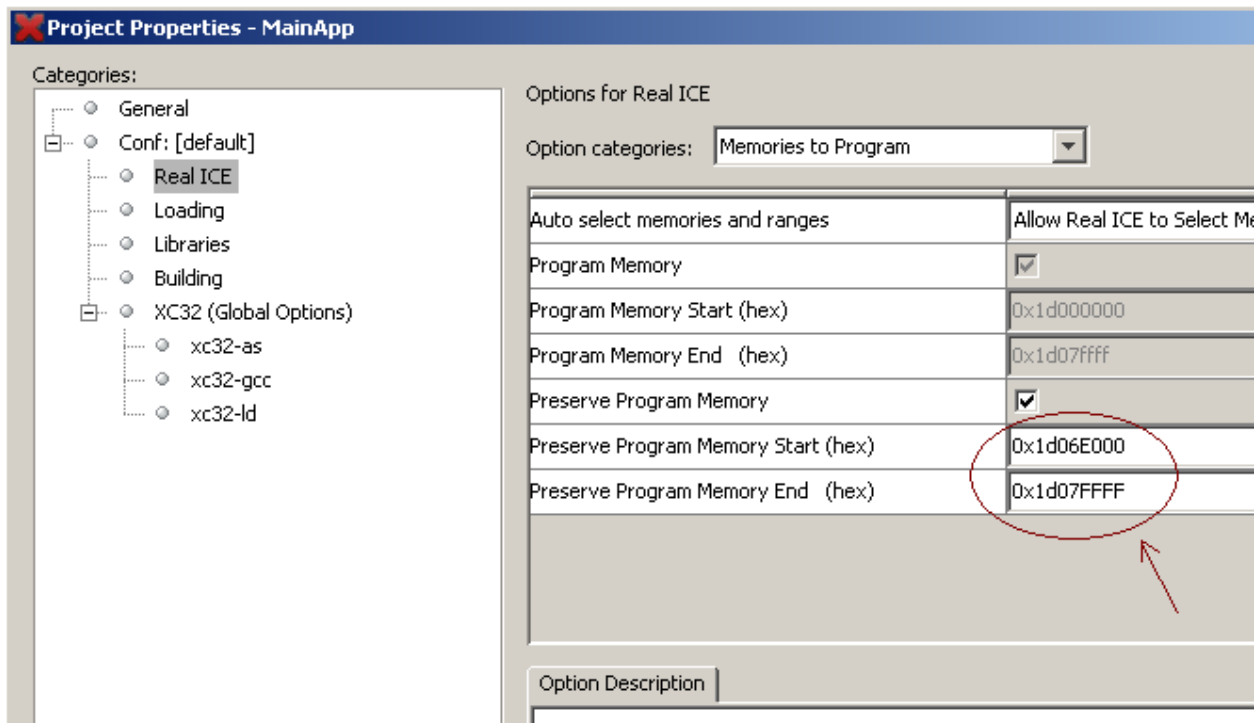 Project Properties - MainApp
Categories:
General
Conf: [default]
Real ICE
Loading
Libraries
Building
XC32 (Global Options)
xc32-as
xc32-gcc
xc32-ld
Options for Real ICE
Option categories: Memories to Program
Auto select memories and ranges Allow Real ICE to Select
Program Memory
Program Memory Start (hex) 0x1d000000
Program Memory End (hex) 0x1d07ffff
Preserve Program Memory
Preserve Program Memory Start (hex) 0x1d06E000
Preserve Program Memory End (hex) 0x1d07FFFF
Option Description